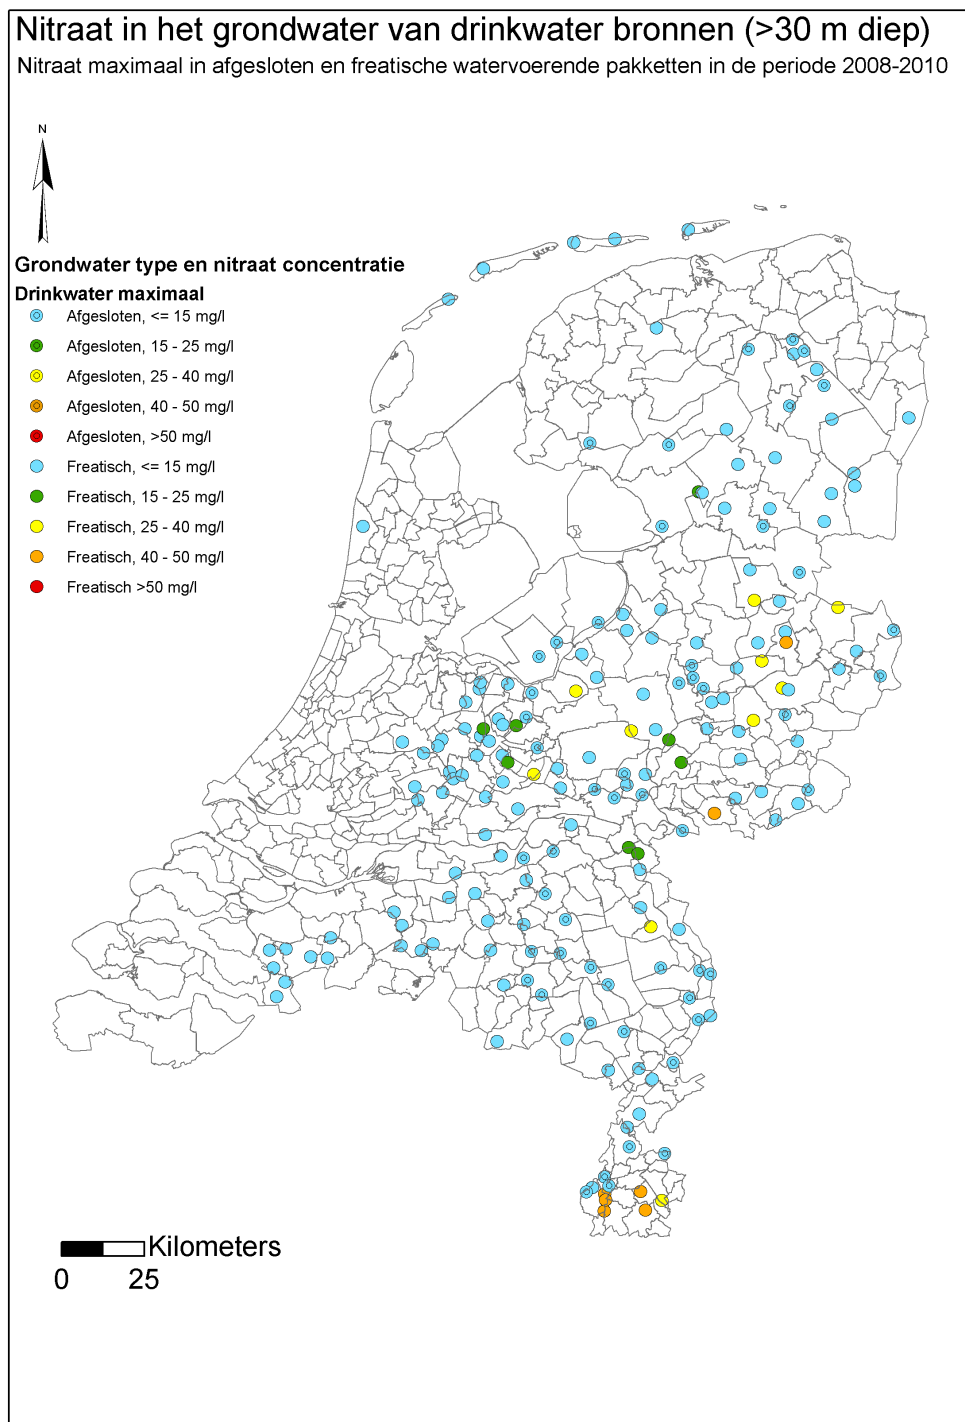 Nitraat in het grondwater van drinkwater bronnen (>30 m diep)
Nitraat maximaal in afgesloten en freatische watervoerende pakketten in de periode 2008-2010
N
Grondwater type en nitraat concentratie
Drinkwater maximaal
Afgesloten, <= 15 mg/l
Afgesloten, 15 - 25 mg/l
Afgesloten, 25 - 40 mg/l
Afgesloten, 40 - 50 mg/l
Afgesloten, >50 mg/l
Freatisch, <= 15 mg/l
Freatisch, 15 - 25 mg/l
Freatisch, 25 - 40 mg/l
Freatisch, 40 - 50 mg/l
Freatisch >50 mg/l
Kilometers
0 25